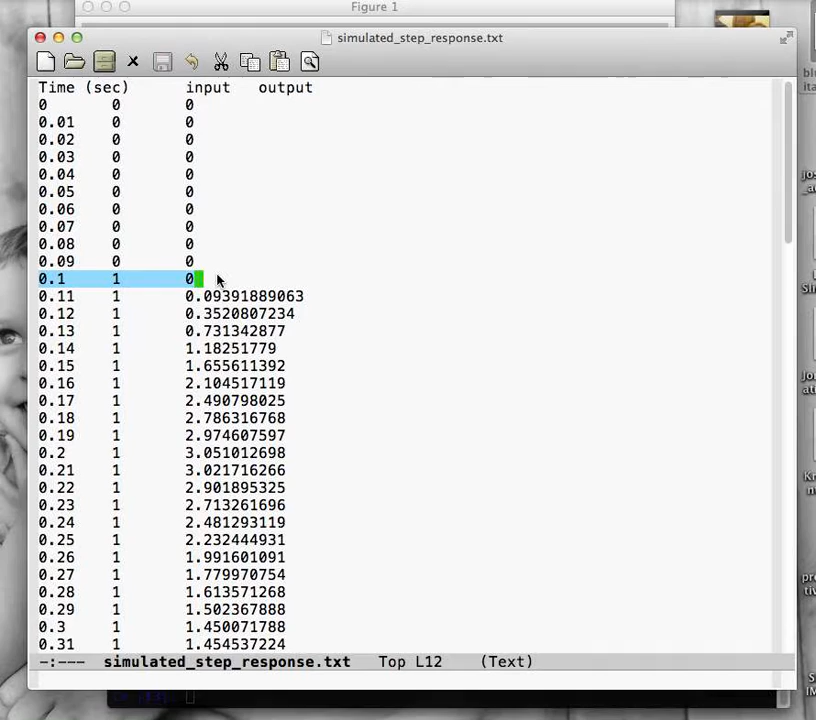 Figure 1
simulated_step_response.txt
Time (sec) input output
0 0 0
0.01 0 0
0.02 0 0
0.03 0 0
0.04 0 0
0.05 0 0
0.06 0 0
0.07 0 0
0.08 0 0
0.09 0 0
0.1 1 0
0.11 1 0.09391889063
0.12 1 0.3520807234
0.13 1 0.731342877
0.14 1 1.18251779
0.15 1 1.655611392
0.16 1 2.104517119
0.17 1 2.490798025
0.18 1 2.786316768
0.19 1 2.974607597
0.2 1 3.051012698
0.21 1 3.021716266
0.22 1 2.901895325
0.23 1 2.713261696
0.24 1 2.481293119
0.25 1 2.232444931
0.26 1 1.991601091
0.27 1 1.779970754
0.28 1 1.613571268
0.29 1 1.502367888
0.3 1 1.450071788
0.31 1 1.454537224
-:--- simulated_step_response.txt Top L12 (Text)